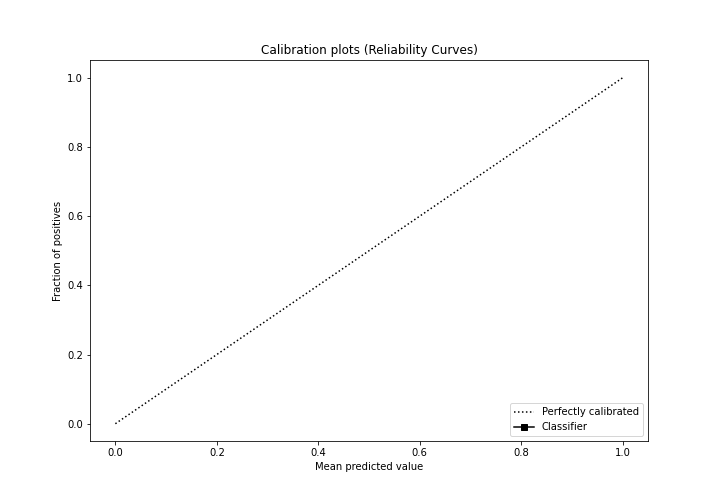 Calibration plots (Reliability Curves)
1.0
0.8
0.6
0.4
0.2
0.0
Fraction of positives
Perfectly calibrated
Classifier
0.0 0.2 0.4 0.6 0.8 1.0
Mean predicted value